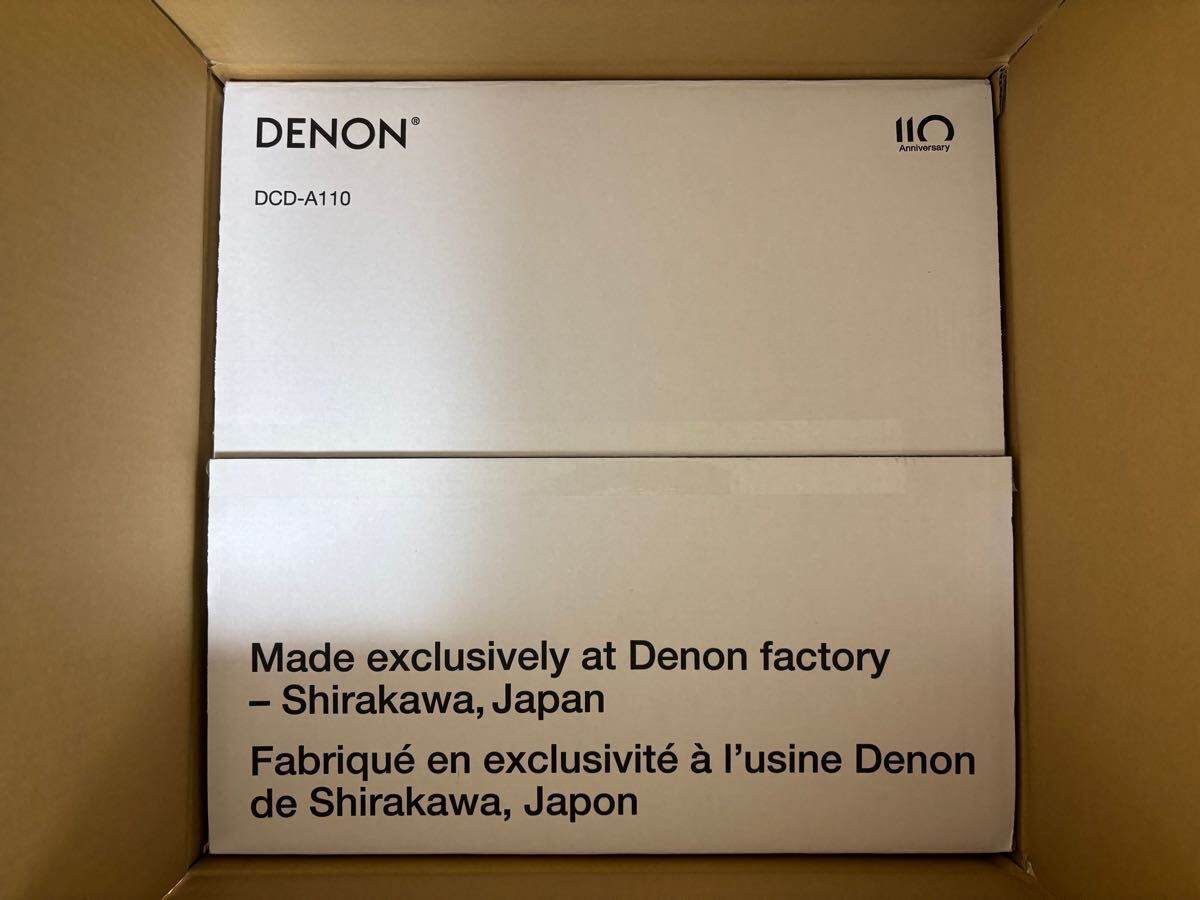 DENON®
110
Anniversary
DCD-A110
Made exclusively at Denon factory
– Shirakawa, Japan
Fabriqué en exclusivité à l’usine Denon
de Shirakawa, Japon